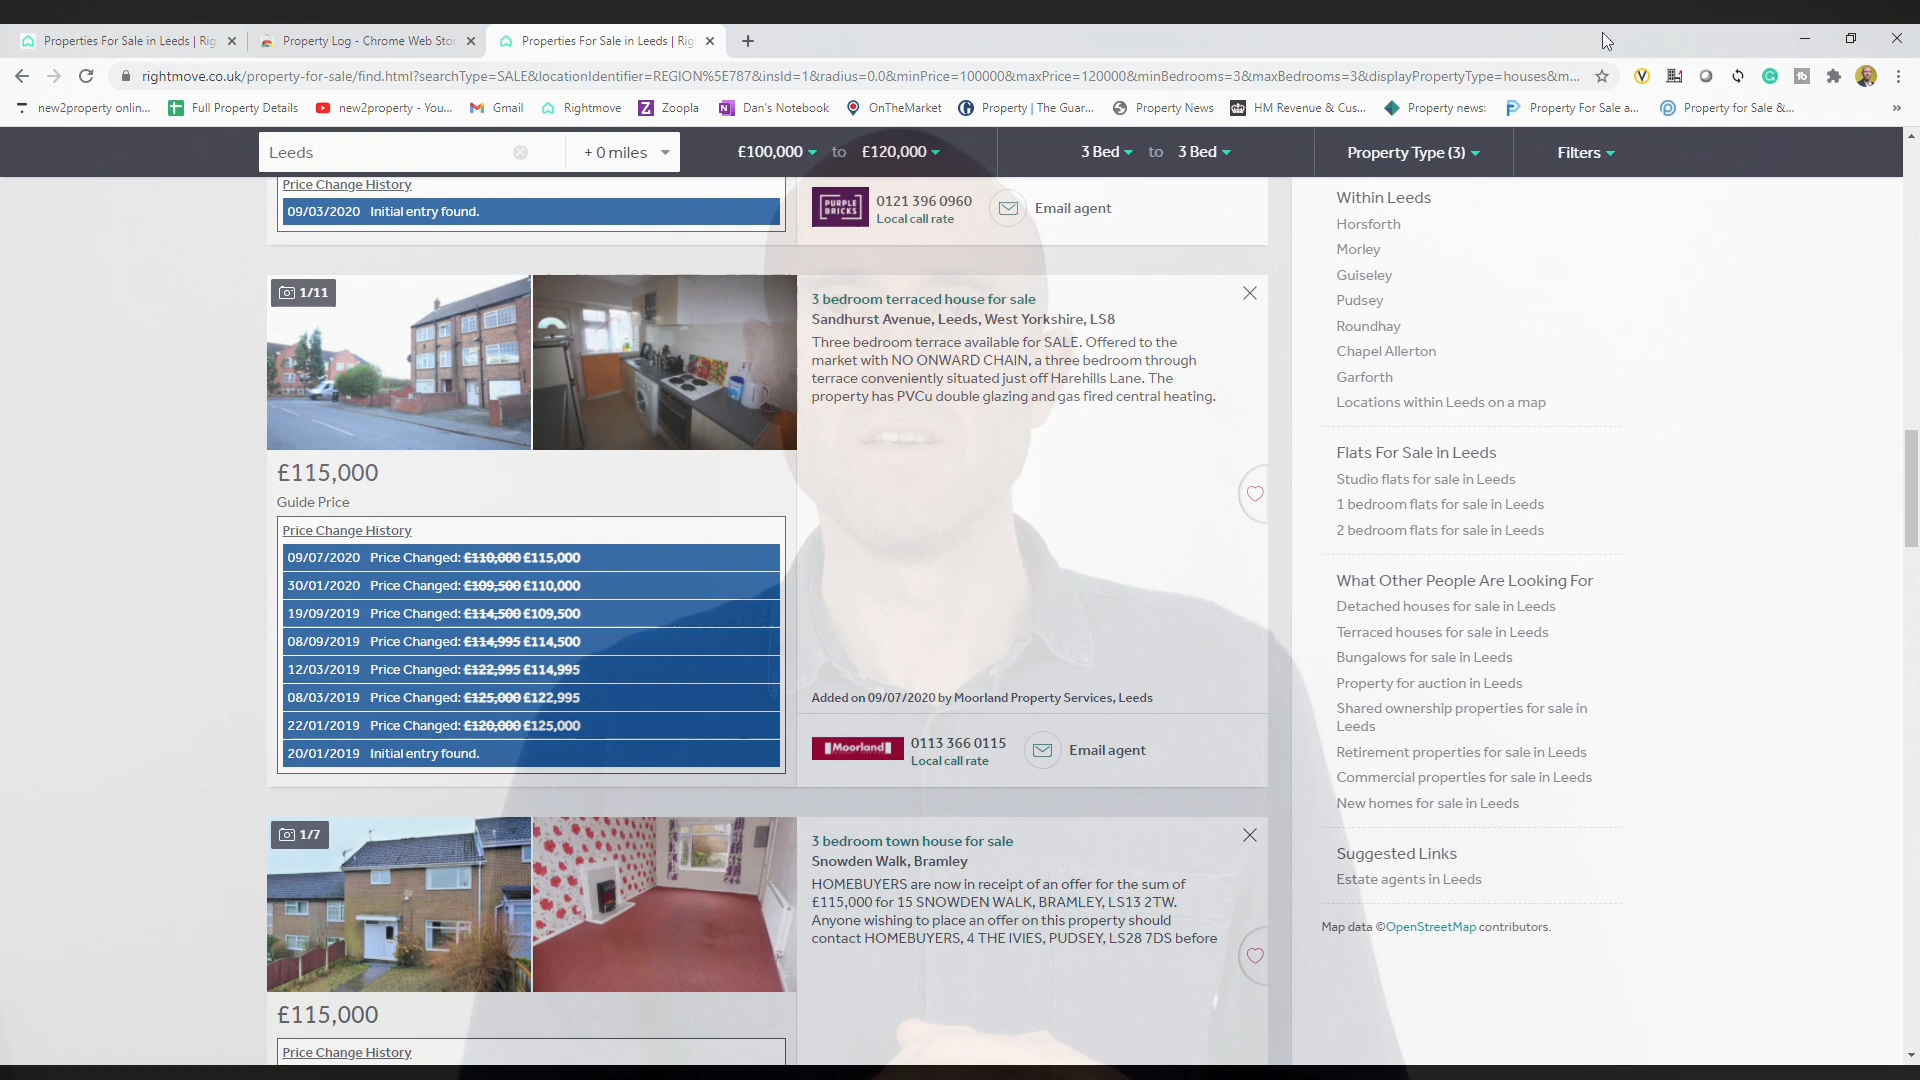 Properties For Sale in Leeds | Rig
Property Log - Chrome Web Stor
Properties For Sale in Leeds | Rig
rightmove.co.uk/property-for-sale/find.html?searchType=SALE&locationIdentifier=REGION%5E787&insId=1&radius=0.0&minPrice=100000&maxPrice=120000&minBedrooms=3&maxBedrooms=3&displayPropertyType=houses&m...
new2property onlin... Full Property Details new2property - You... Gmail Rightmove Zoopla Dan's Notebook OnTheMarket Property | The Guar... Property News HM Revenue & Cus... Property news: Property For Sale a... Property for Sale &... »
Leeds + 0 miles £100,000 to £120,000 3 Bed to 3 Bed Property Type (3) Filters
Price Change History
09/03/2020 Initial entry found.
PURPLE
BRICKS
0121 396 0960
Local call rate
Email agent
1/11
£115,000
Guide Price
Price Change History
09/07/2020 Price Changed: £110,000 £115,000
30/01/2020 Price Changed: £109,500 £110,000
19/09/2019 Price Changed: £114,500 £109,500
08/09/2019 Price Changed: £114,995 £114,500
12/03/2019 Price Changed: £122,995 £114,995
08/03/2019 Price Changed: £125,000 £122,995
22/01/2019 Price Changed: £120,000 £125,000
20/01/2019 Initial entry found.
3 bedroom terraced house for sale
Sandhurst Avenue, Leeds, West Yorkshire, LS8
Three bedroom terrace available for SALE. Offered to the
market with NO ONWARD CHAIN, a three bedroom through
terrace conveniently situated just off Harehills Lane. The
property has PVCu double glazing and gas fired central heating.
Added on 09/07/2020 by Moorland Property Services, Leeds
Moorland
0113 366 0115
Local call rate
Email agent
1/7
£115,000
Price Change History
3 bedroom town house for sale
Snowden Walk, Bramley
HOMEBUYERS are now in receipt of an offer for the sum of
£115,000 for 15 SNOWDEN WALK, BRAMLEY, LS13 2TW.
Anyone wishing to place an offer on this property should
contact HOMEBUYERS, 4 THE IVIES, PUDSEY, LS28 7DS before
Within Leeds
Horsforth
Morley
Guiseley
Pudsey
Roundhay
Chapel Allerton
Garforth
Locations within Leeds on a map
Flats For Sale in Leeds
Studio flats for sale in Leeds
1 bedroom flats for sale in Leeds
2 bedroom flats for sale in Leeds
What Other People Are Looking For
Detached houses for sale in Leeds
Terraced houses for sale in Leeds
Bungalows for sale in Leeds
Property for auction in Leeds
Shared ownership properties for sale in
Leeds
Retirement properties for sale in Leeds
Commercial properties for sale in Leeds
New homes for sale in Leeds
Suggested Links
Estate agents in Leeds
Map data ©OpenStreetMap contributors.